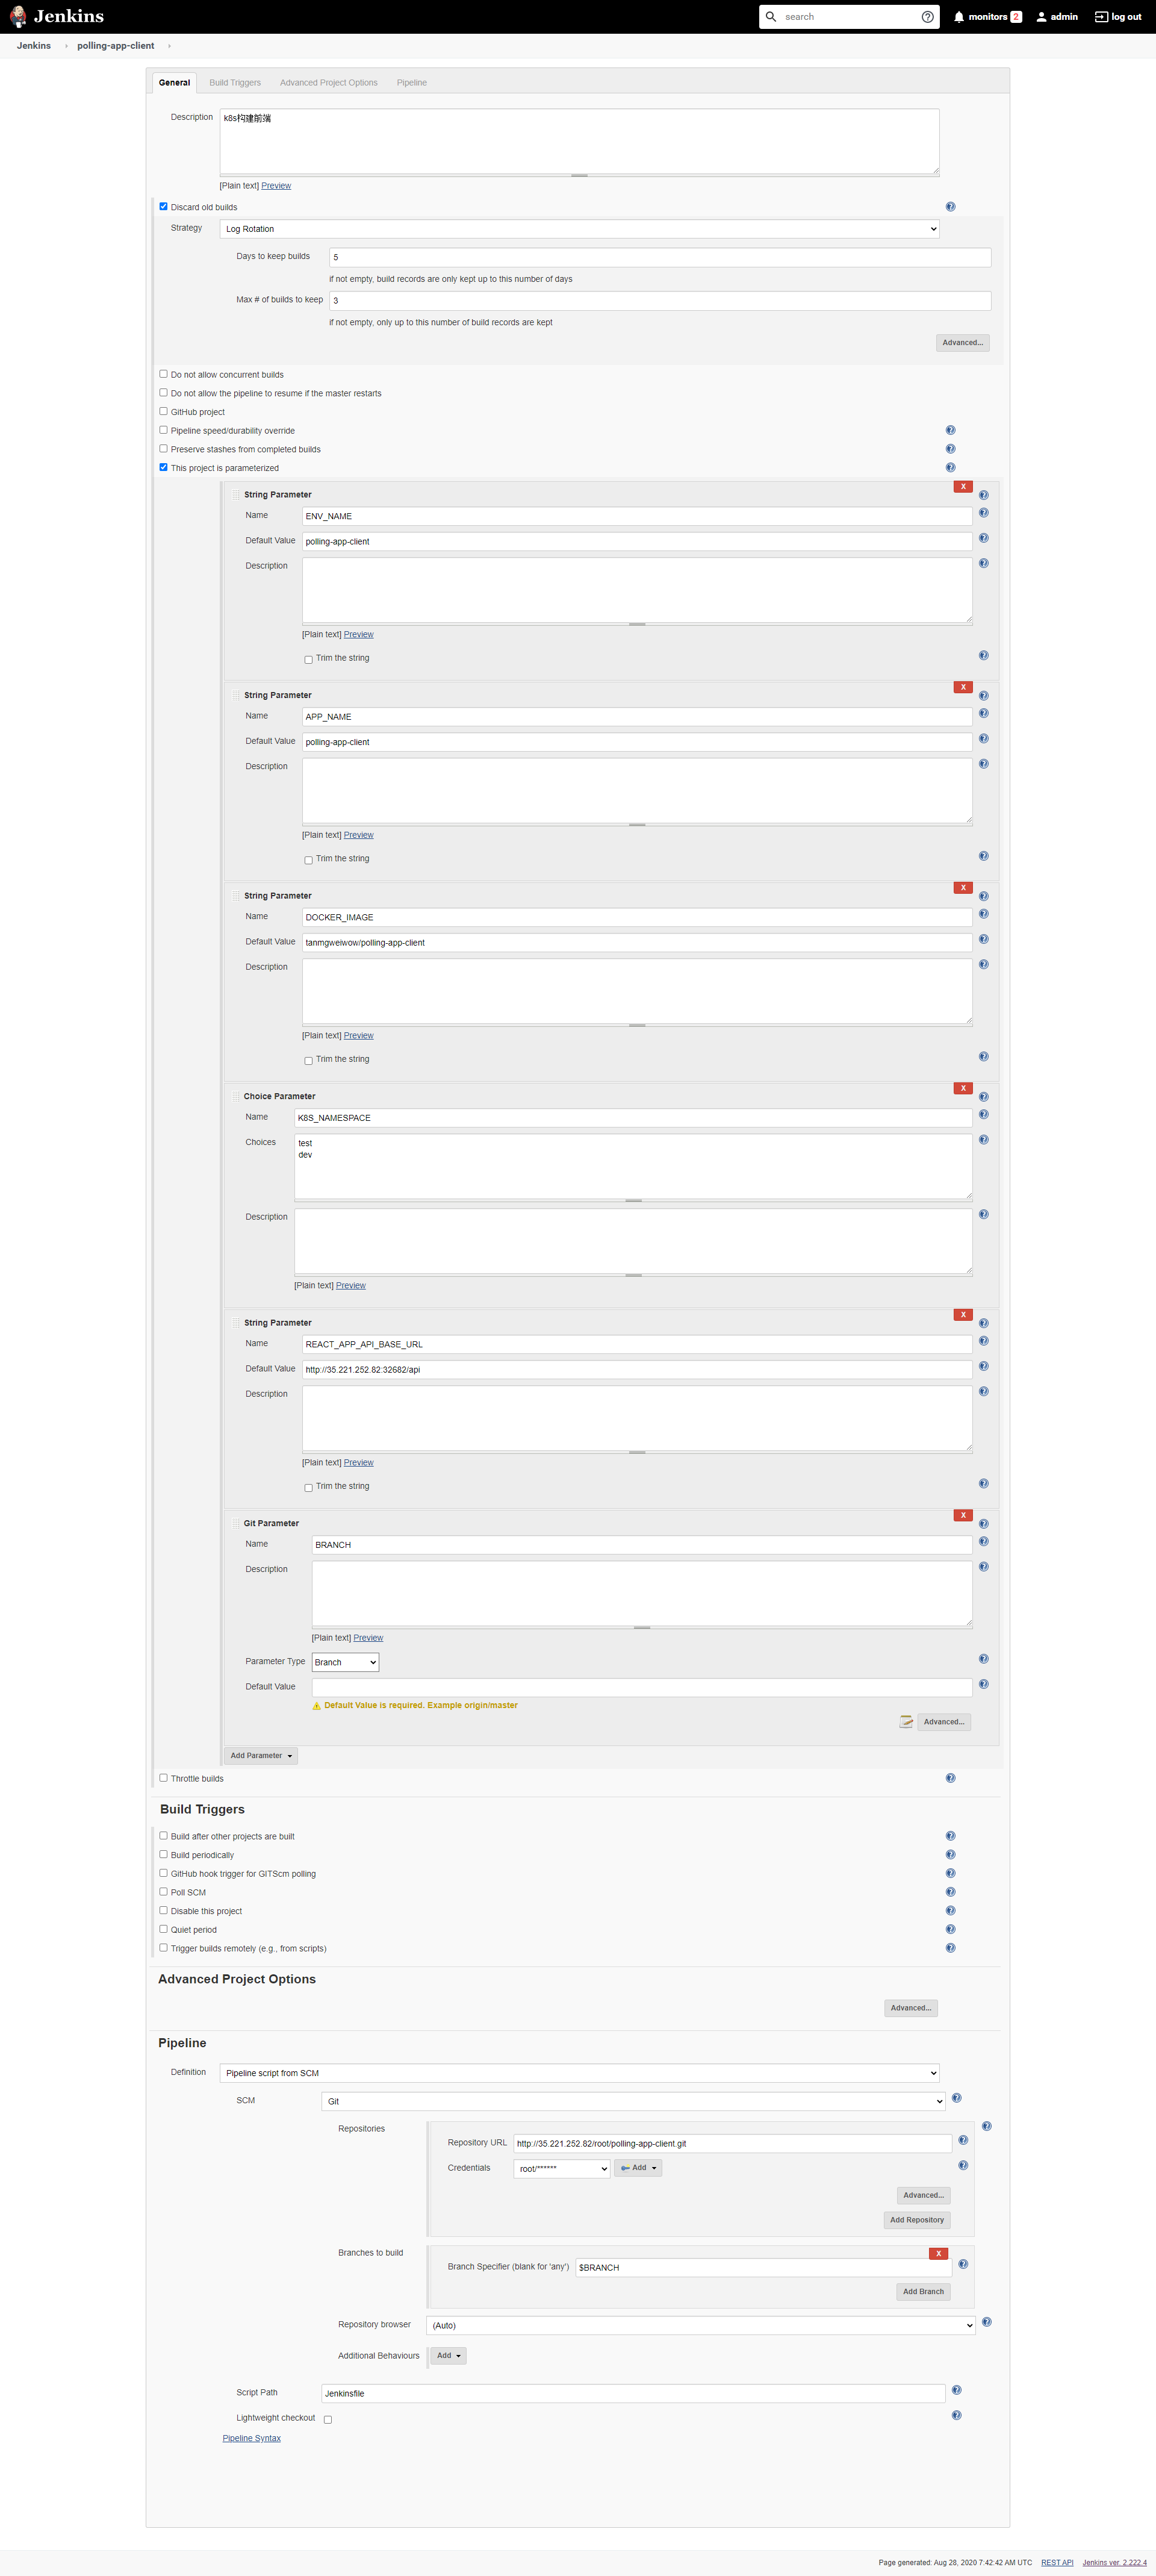 Jenkins
search
monitors 2
admin
log out
Jenkins
polling-app-client
General
Build Triggers
Advanced Project Options
Pipeline
Description
k8s构建前端
[Plain text] Preview
Discard old builds
Strategy
Log Rotation
Days to keep builds
5
if not empty, build records are only kept up to this number of days
Max # of builds to keep
3
if not empty, only up to this number of build records are kept
Advanced...
Do not allow concurrent builds
Do not allow the pipeline to resume if the master restarts
GitHub project
Pipeline speed/durability override
Preserve stashes from completed builds
This project is parameterized
X
String Parameter
Name
ENV_NAME
Default Value
polling-app-client
Description
[Plain text] Preview
Trim the string
X
String Parameter
Name
APP_NAME
Default Value
polling-app-client
Description
[Plain text] Preview
Trim the string
X
String Parameter
Name
DOCKER_IMAGE
Default Value
tanmgweiwow/polling-app-client
Description
[Plain text] Preview
Trim the string
X
Choice Parameter
Name
K8S_NAMESPACE
Choices
test
dev
Description
[Plain text] Preview
X
String Parameter
Name
REACT_APP_API_BASE_URL
Default Value
http://35.221.252.82:32682/api
Description
[Plain text] Preview
Trim the string
X
Git Parameter
Name
BRANCH
Description
[Plain text] Preview
Parameter Type
Branch
Default Value
Default Value is required. Example origin/master
Advanced...
Add Parameter
Throttle builds
Build Triggers
Build after other projects are built
Build periodically
GitHub hook trigger for GITScm polling
Poll SCM
Disable this project
Quiet period
Trigger builds remotely (e.g., from scripts)
Advanced Project Options
Advanced...
Pipeline
Definition
Pipeline script from SCM
SCM
Git
Repositories
Repository URL
http://35.221.252.82/root/polling-app-client.git
Credentials
root/******
Add
Advanced...
Add Repository
Branches to build
X
Branch Specifier (blank for 'any')
$BRANCH
Add Branch
Repository browser
(Auto)
Additional Behaviours
Add
Script Path
Jenkinsfile
Lightweight checkout
Pipeline Syntax
Page generated: Aug 28, 2020 7:42:42 AM UTC
REST API
Jenkins ver. 2.222.4